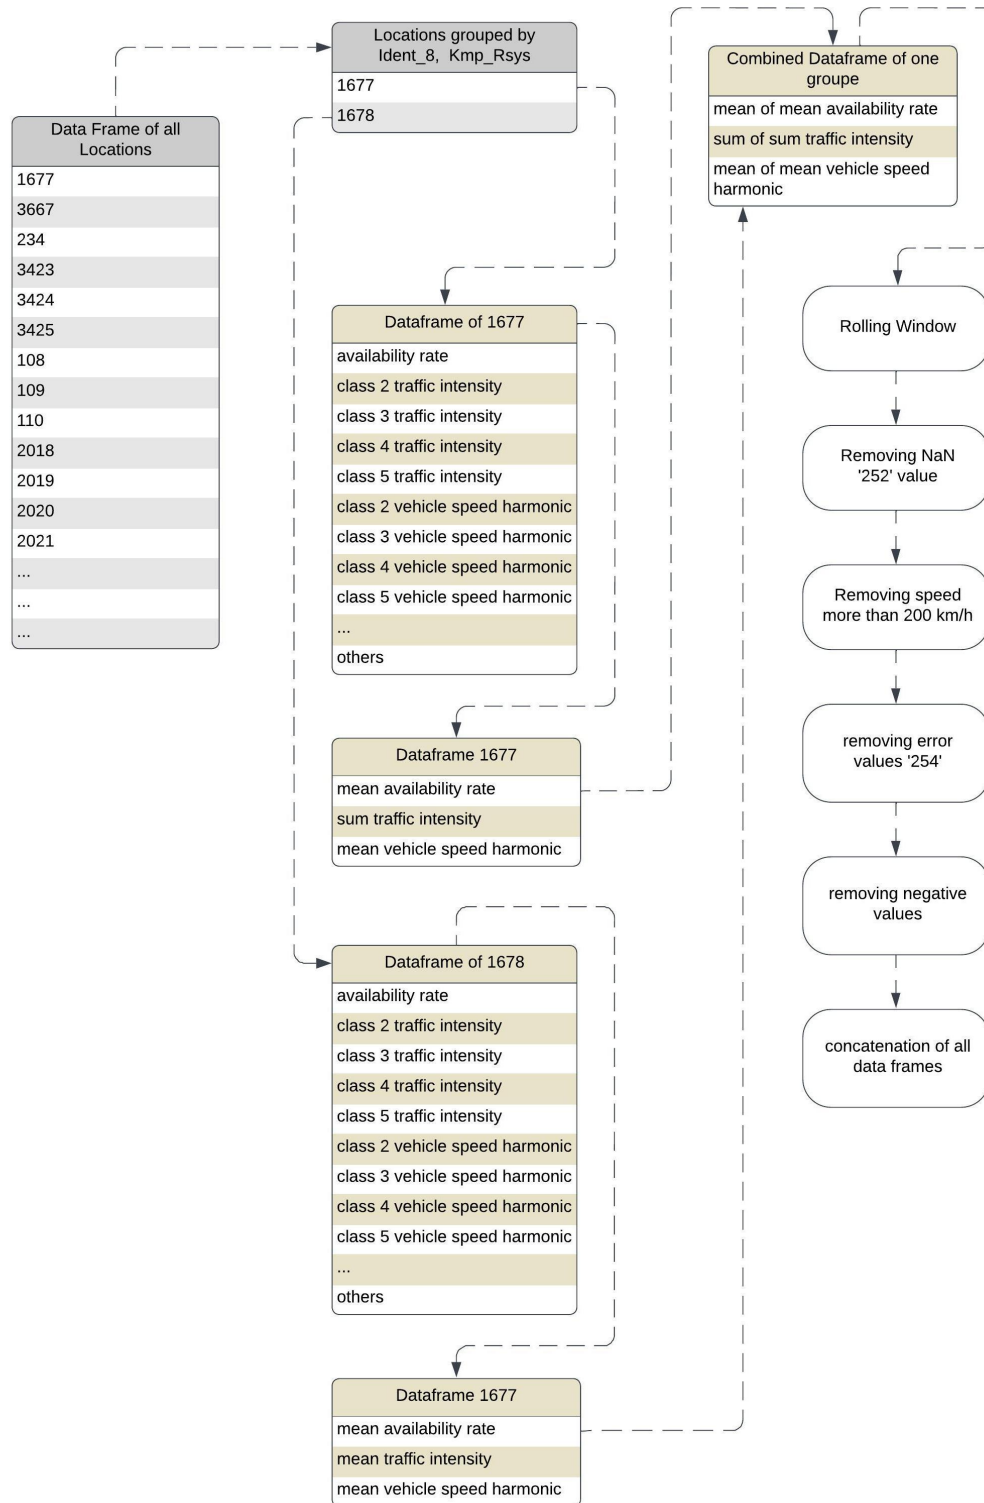 Data Frame of all
Locations
1677
3667
234
3423
3424
3425
108
109
110
2018
2019
2020
2021
...
...
...
Locations grouped by
Ident_8, Kmp_Rsys
1677
1678
Dataframe of 1677
availability rate
class 2 traffic intensity
class 3 traffic intensity
class 4 traffic intensity
class 5 traffic intensity
class 2 vehicle speed harmonic
class 3 vehicle speed harmonic
class 4 vehicle speed harmonic
class 5 vehicle speed harmonic
...
others
Dataframe 1677
mean availability rate
sum traffic intensity
mean vehicle speed harmonic
Dataframe of 1678
availability rate
class 2 traffic intensity
class 3 traffic intensity
class 4 traffic intensity
class 5 traffic intensity
class 2 vehicle speed harmonic
class 3 vehicle speed harmonic
class 4 vehicle speed harmonic
class 5 vehicle speed harmonic
...
others
Dataframe 1677
mean availability rate
mean traffic intensity
mean vehicle speed harmonic
Combined Dataframe of one
groupe
mean of mean availability rate
sum of sum traffic intensity
mean of mean vehicle speed
harmonic
Rolling Window
Removing NaN
'252' value
Removing speed
more than 200 km/h
removing error
values '254'
removing negative
values
concatenation of all
data frames